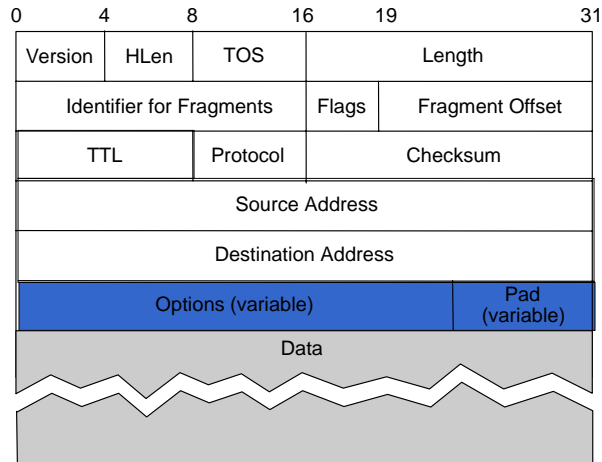 0 4 8 16 19 31
Version HLen TOS Length
Identifier for Fragments Flags Fragment Offset
TTL Protocol Checksum
Source Address
Destination Address
Options (variable) Pad
(variable)
Data